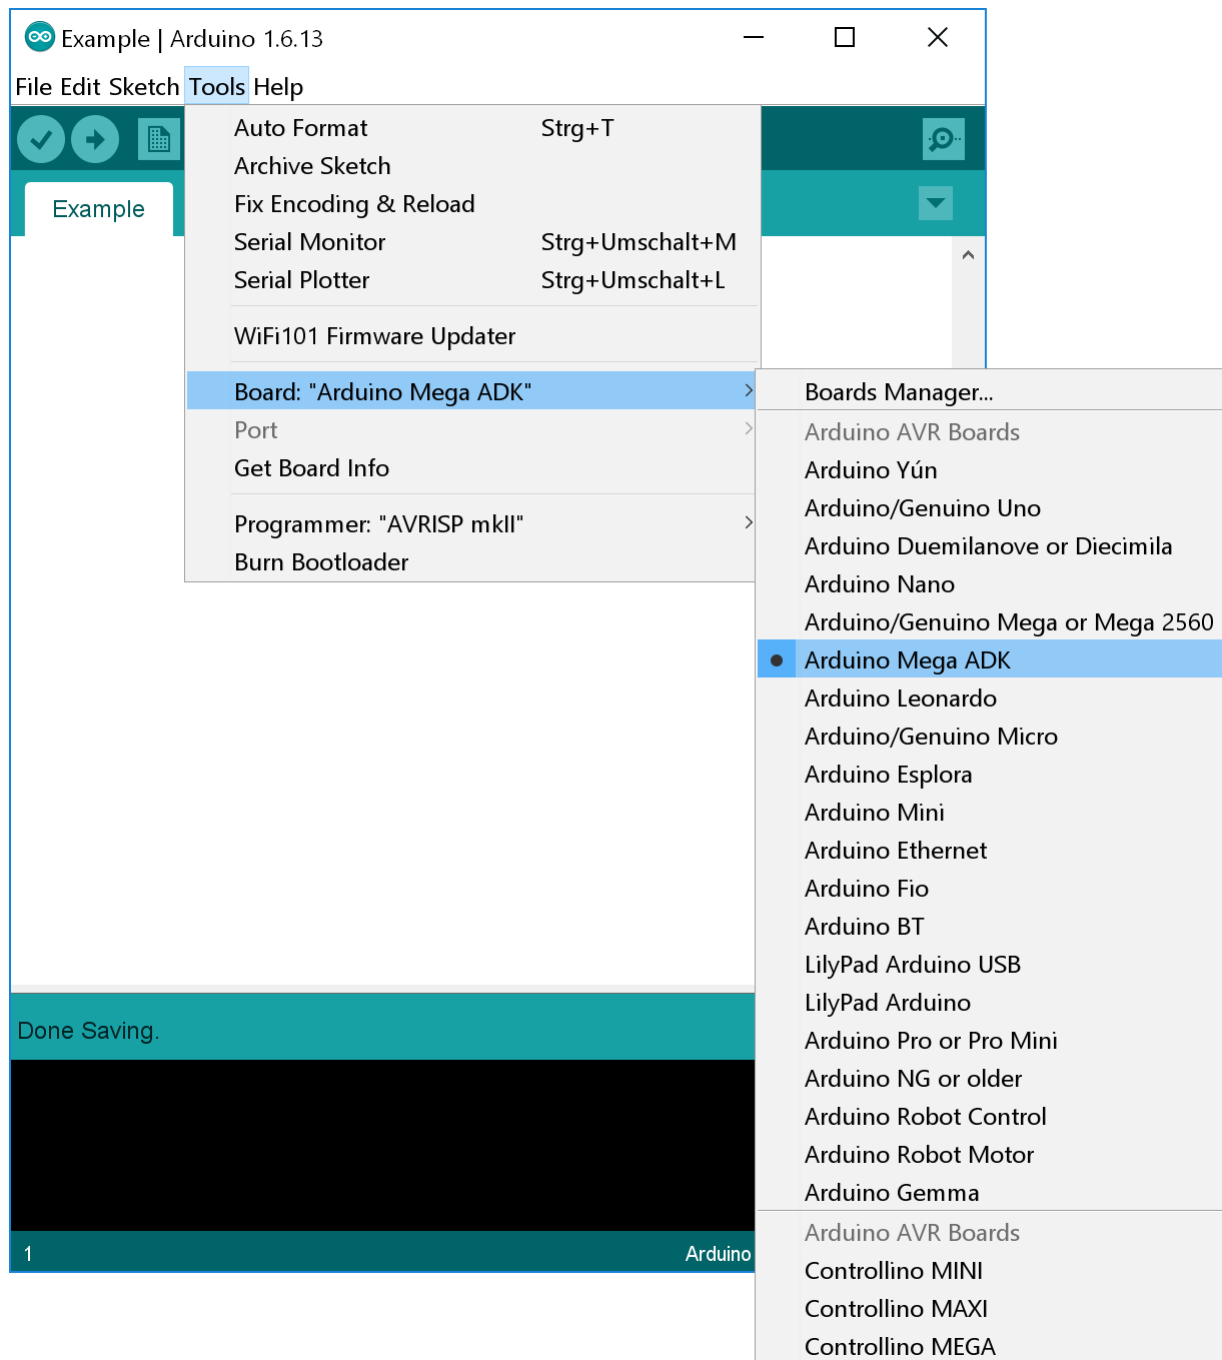 Example | Arduino 1.6.13
File Edit Sketch Tools Help
Auto Format Strg+T
Archive Sketch
Fix Encoding & Reload
Example
Serial Monitor Strg+Umschalt+M
Serial Plotter Strg+Umschalt+L
WiFi101 Firmware Updater
Board: "Arduino Mega ADK"
Port
Get Board Info
Programmer: "AVRISP mkII"
Burn Bootloader
Boards Manager...
Arduino AVR Boards
Arduino Yún
Arduino/Genuino Uno
Arduino Duemilanove or Diecimila
Arduino Nano
Arduino/Genuino Mega or Mega 2560
Arduino Mega ADK
Arduino Leonardo
Arduino/Genuino Micro
Arduino Esplora
Arduino Mini
Arduino Ethernet
Arduino Fio
Arduino BT
LilyPad Arduino USB
LilyPad Arduino
Arduino Pro or Pro Mini
Arduino NG or older
Arduino Robot Control
Arduino Robot Motor
Arduino Gemma
Arduino AVR Boards
Controllino MINI
Controllino MAXI
Controllino MEGA
Done Saving.
1 Arduino